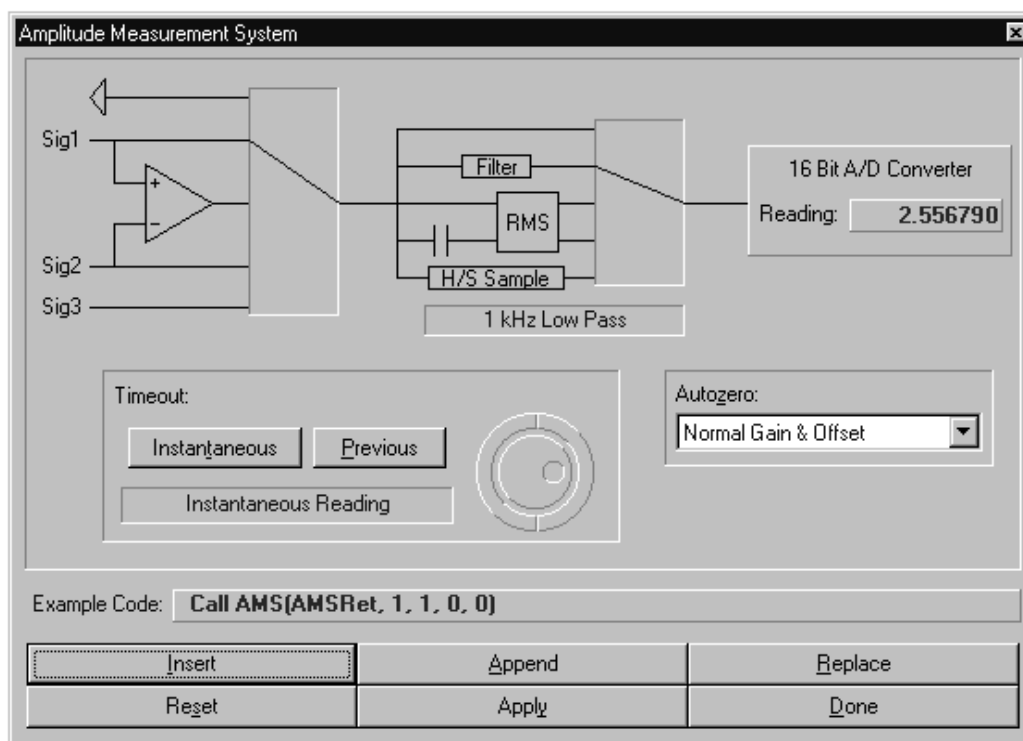 Amplitude Measurement System
Sig1
+
−
Sig2
Sig3
Filter
RMS
H/S Sample
1 kHz Low Pass
16 Bit A/D Converter
Reading: 2.556790
Timeout:
Instantaneous Previous
Instantaneous Reading
Autozero:
Normal Gain & Offset
Example Code: Call AMS(AMSRet, 1, 1, 0, 0)
Insert Append Replace
Reset Apply Done